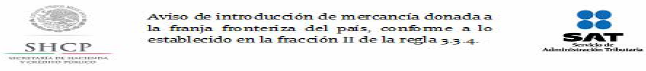 Aviso de introducción de mercancía donada a
la franja fronteriza del país, conforme a lo
establecido en la fracción II de la regla 3.3.4.
SHCP
SECRETARÍA DE HACIENDA
Y CRÉDITO PÚBLICO
SAT
Servicio de
Administración Tributaria